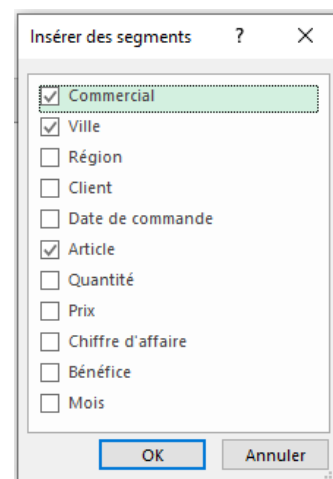 Insérer des segments ? ×
Commercial
Ville
Région
Client
Date de commande
Article
Quantité
Prix
Chiffre d'affaire
Bénéfice
Mois
OK Annuler